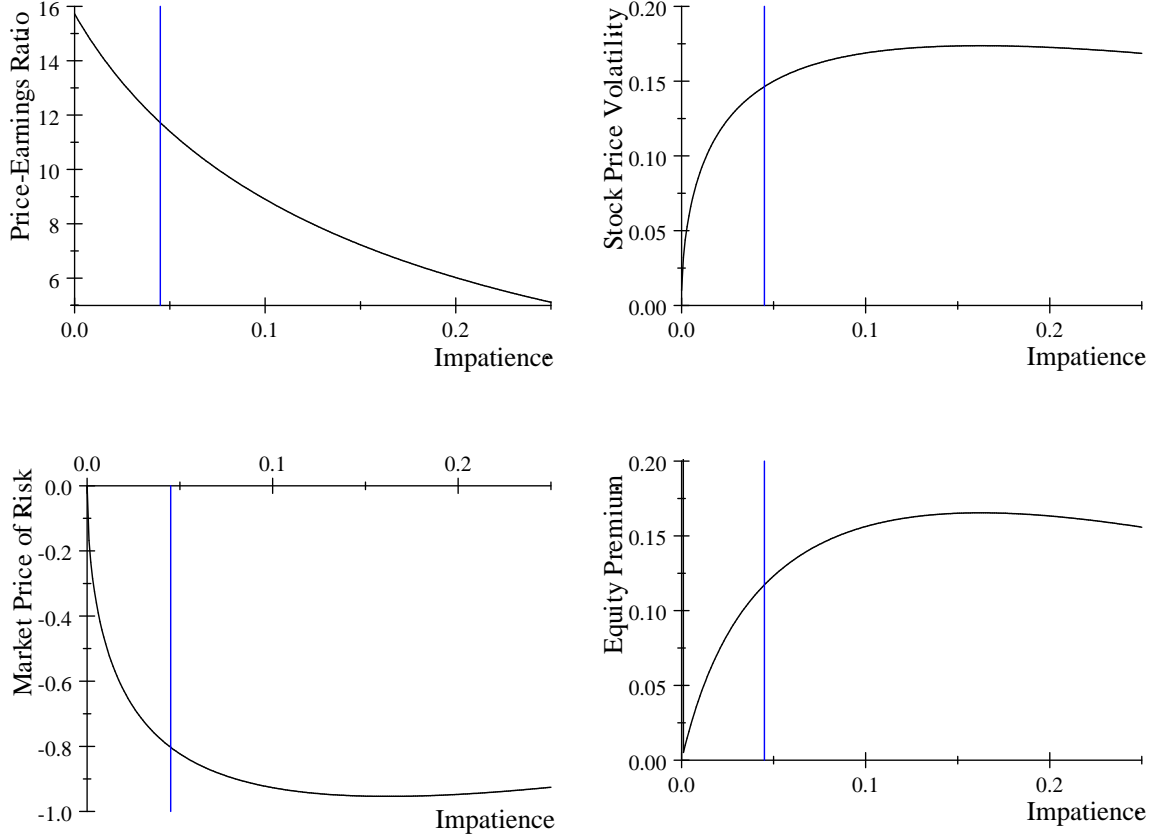 Price-Earnings Ratio
16
14
12
10
8
6
0.0 0.1 0.2
Impatience
Stock Price Volatility
0.20
0.15
0.10
0.05
0.00
0.0 0.1 0.2
Impatience
Market Price of Risk
0.0 0.1 0.2
0.0
-0.2
-0.4
-0.6
-0.8
-1.0
Impatience
Equity Premium
0.20
0.15
0.10
0.05
0.00
0.0 0.1 0.2
Impatience